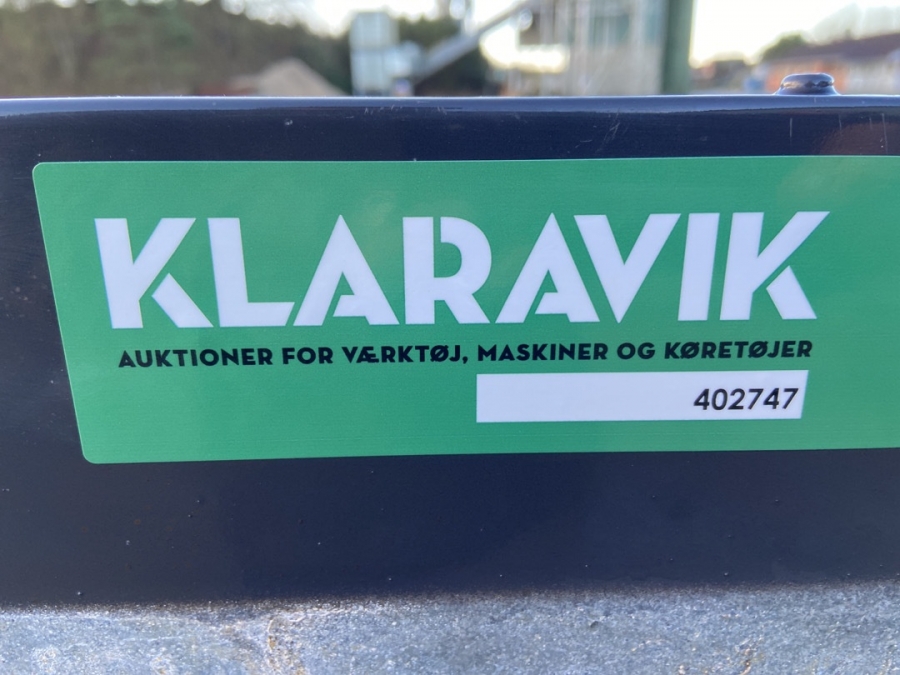 KLARAVIK
AUKTIONER FOR VÆRKTØJ, MASKINER OG KØRETØJER
402747